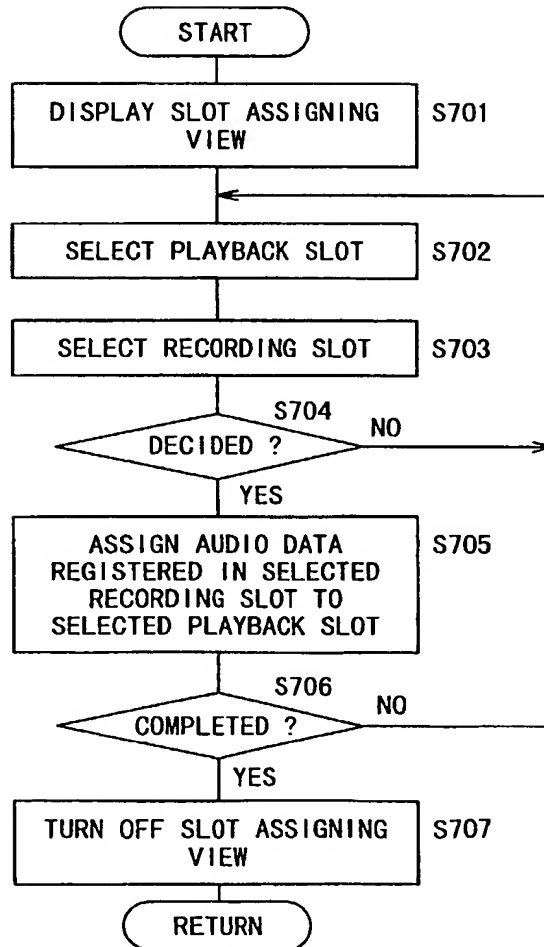 START
DISPLAY SLOT ASSIGNING
VIEW
S701
SELECT PLAYBACK SLOT
S702
SELECT RECORDING SLOT
S703
S704
DECIDED ?
NO
YES
ASSIGN AUDIO DATA
REGISTERED IN SELECTED
RECORDING SLOT TO
SELECTED PLAYBACK SLOT
S705
S706
COMPLETED ?
NO
YES
TURN OFF SLOT ASSIGNING
VIEW
S707
RETURN